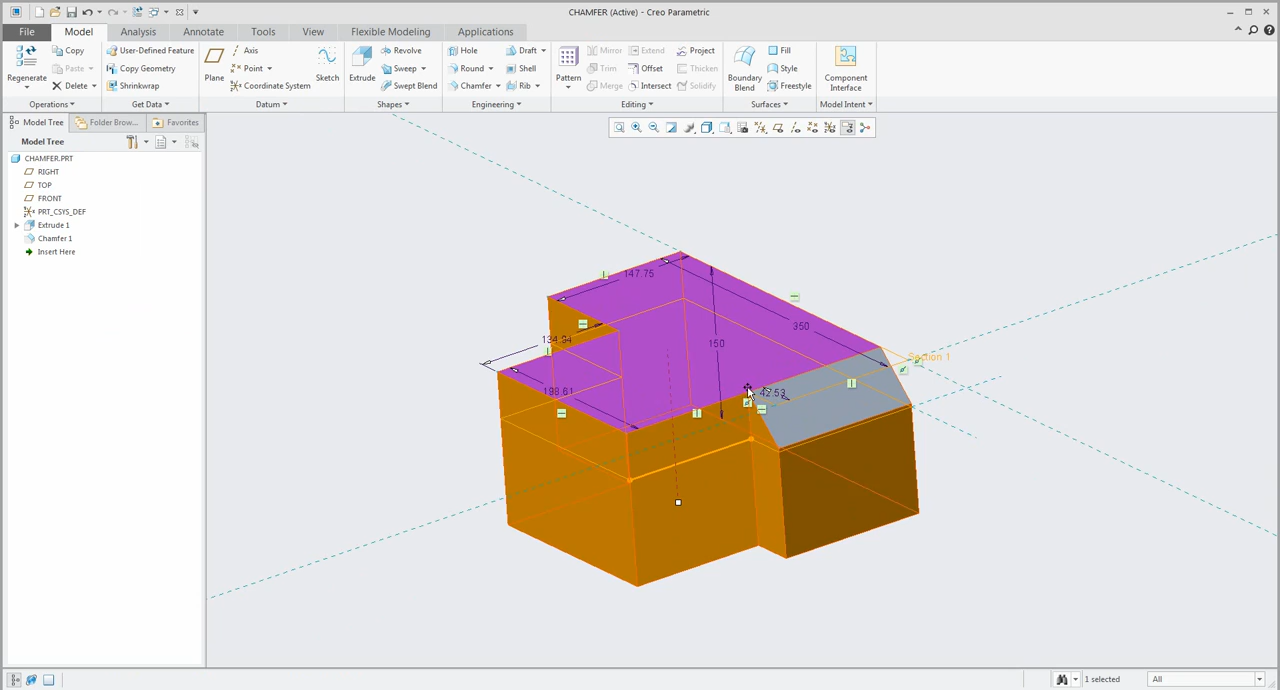 CHAMFER (Active) - Creo Parametric
File Model Analysis Annotate Tools View Flexible Modeling Applications
Regenerate
Copy
Paste
Delete
Operations
User-Defined Feature
Copy Geometry
Shrinkwrap
Get Data
Plane
Axis
Point
Coordinate System
Sketch
Datum
Extrude
Revolve
Sweep
Swept Blend
Shapes
Hole
Round
Chamfer
Draft
Shell
Rib
Engineering
Pattern
Mirror
Trim
Merge
Extend
Offset
Intersect
Project
Thicken
Solidify
Editing
Boundary Blend
Fill
Style
Freestyle
Surfaces
Component Interface
Model Intent
Model Tree Folder Brow... Favorites
Model Tree
CHAMFER.PRT
RIGHT
TOP
FRONT
PRT_CSYS_DEF
Extrude 1
Chamfer 1
Insert Here
147.75
350
150
134.94
198.61
42.53
Section 1
1 selected
All